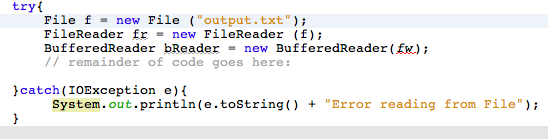 try{
File f = new File ("output.txt");
FileReader fr = new FileReader (f);
BufferedReader bReader = new BufferedReader(fw);
// remainder of code goes here:
}catch(IOException e){
System.out.println(e.toString() + "Error reading from File");
}